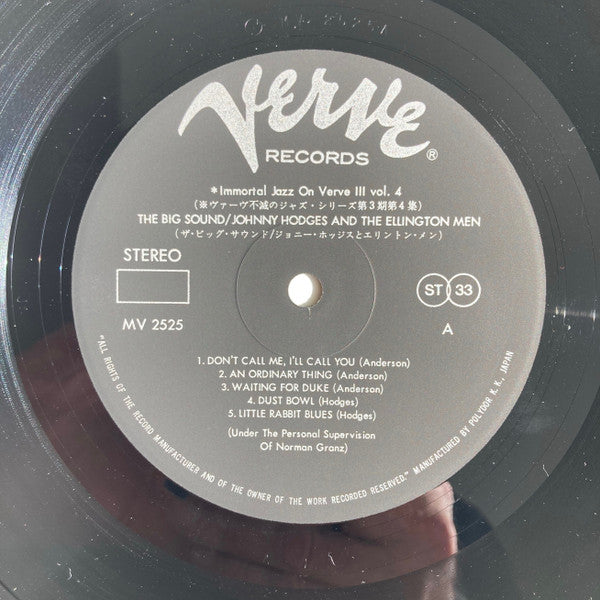 Verve
RECORDS
®
*Immortal Jazz On Verve III vol. 4
(※ヴァーヴ不滅のジャズ・シリーズ第3期第4集)
THE BIG SOUND/JOHNNY HODGES AND THE ELLINGTON MEN
(ザ・ビッグ・サウンド/ジョニー・ホッジスとエリントン・メン)
STEREO
ST 33
MV 2525
A
1. DON'T CALL ME, I'LL CALL YOU (Anderson)
2. AN ORDINARY THING (Anderson)
3. WAITING FOR DUKE (Anderson)
4. DUST BOWL (Hodges)
5. LITTLE RABBIT BLUES (Hodges)
(Under The Personal Supervision
Of Norman Granz)
"ALL RIGHTS OF THE RECORD MANUFACTURER AND OF THE OWNER OF THE WORK RECORDED RESERVED." MANUFACTURED BY POLYDOR K. K., JAPAN